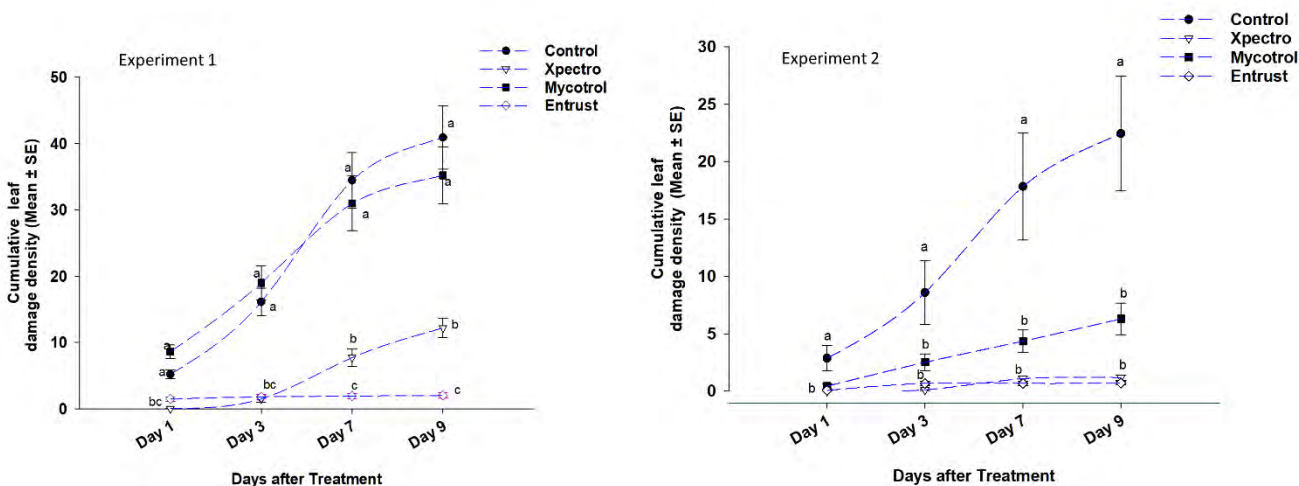 Experiment 1
Control
Xpectro
Mycotrol
Entrust
Cumulative leaf
damage density (Mean ± SE)
50
40
30
20
10
0
a
a
a
a
a
a
a
a
b
b
bc
bc
c
c
Day 1
Day 3
Day 7
Day 9
Days after Treatment
Experiment 2
Control
Xpectro
Mycotrol
Entrust
Cumulative leaf
damage density (Mean ± SE)
30
25
20
15
10
5
0
a
a
a
a
b
b
b
b
b
b
b
Day 1
Day 3
Day 7
Day 9
Days after Treatment